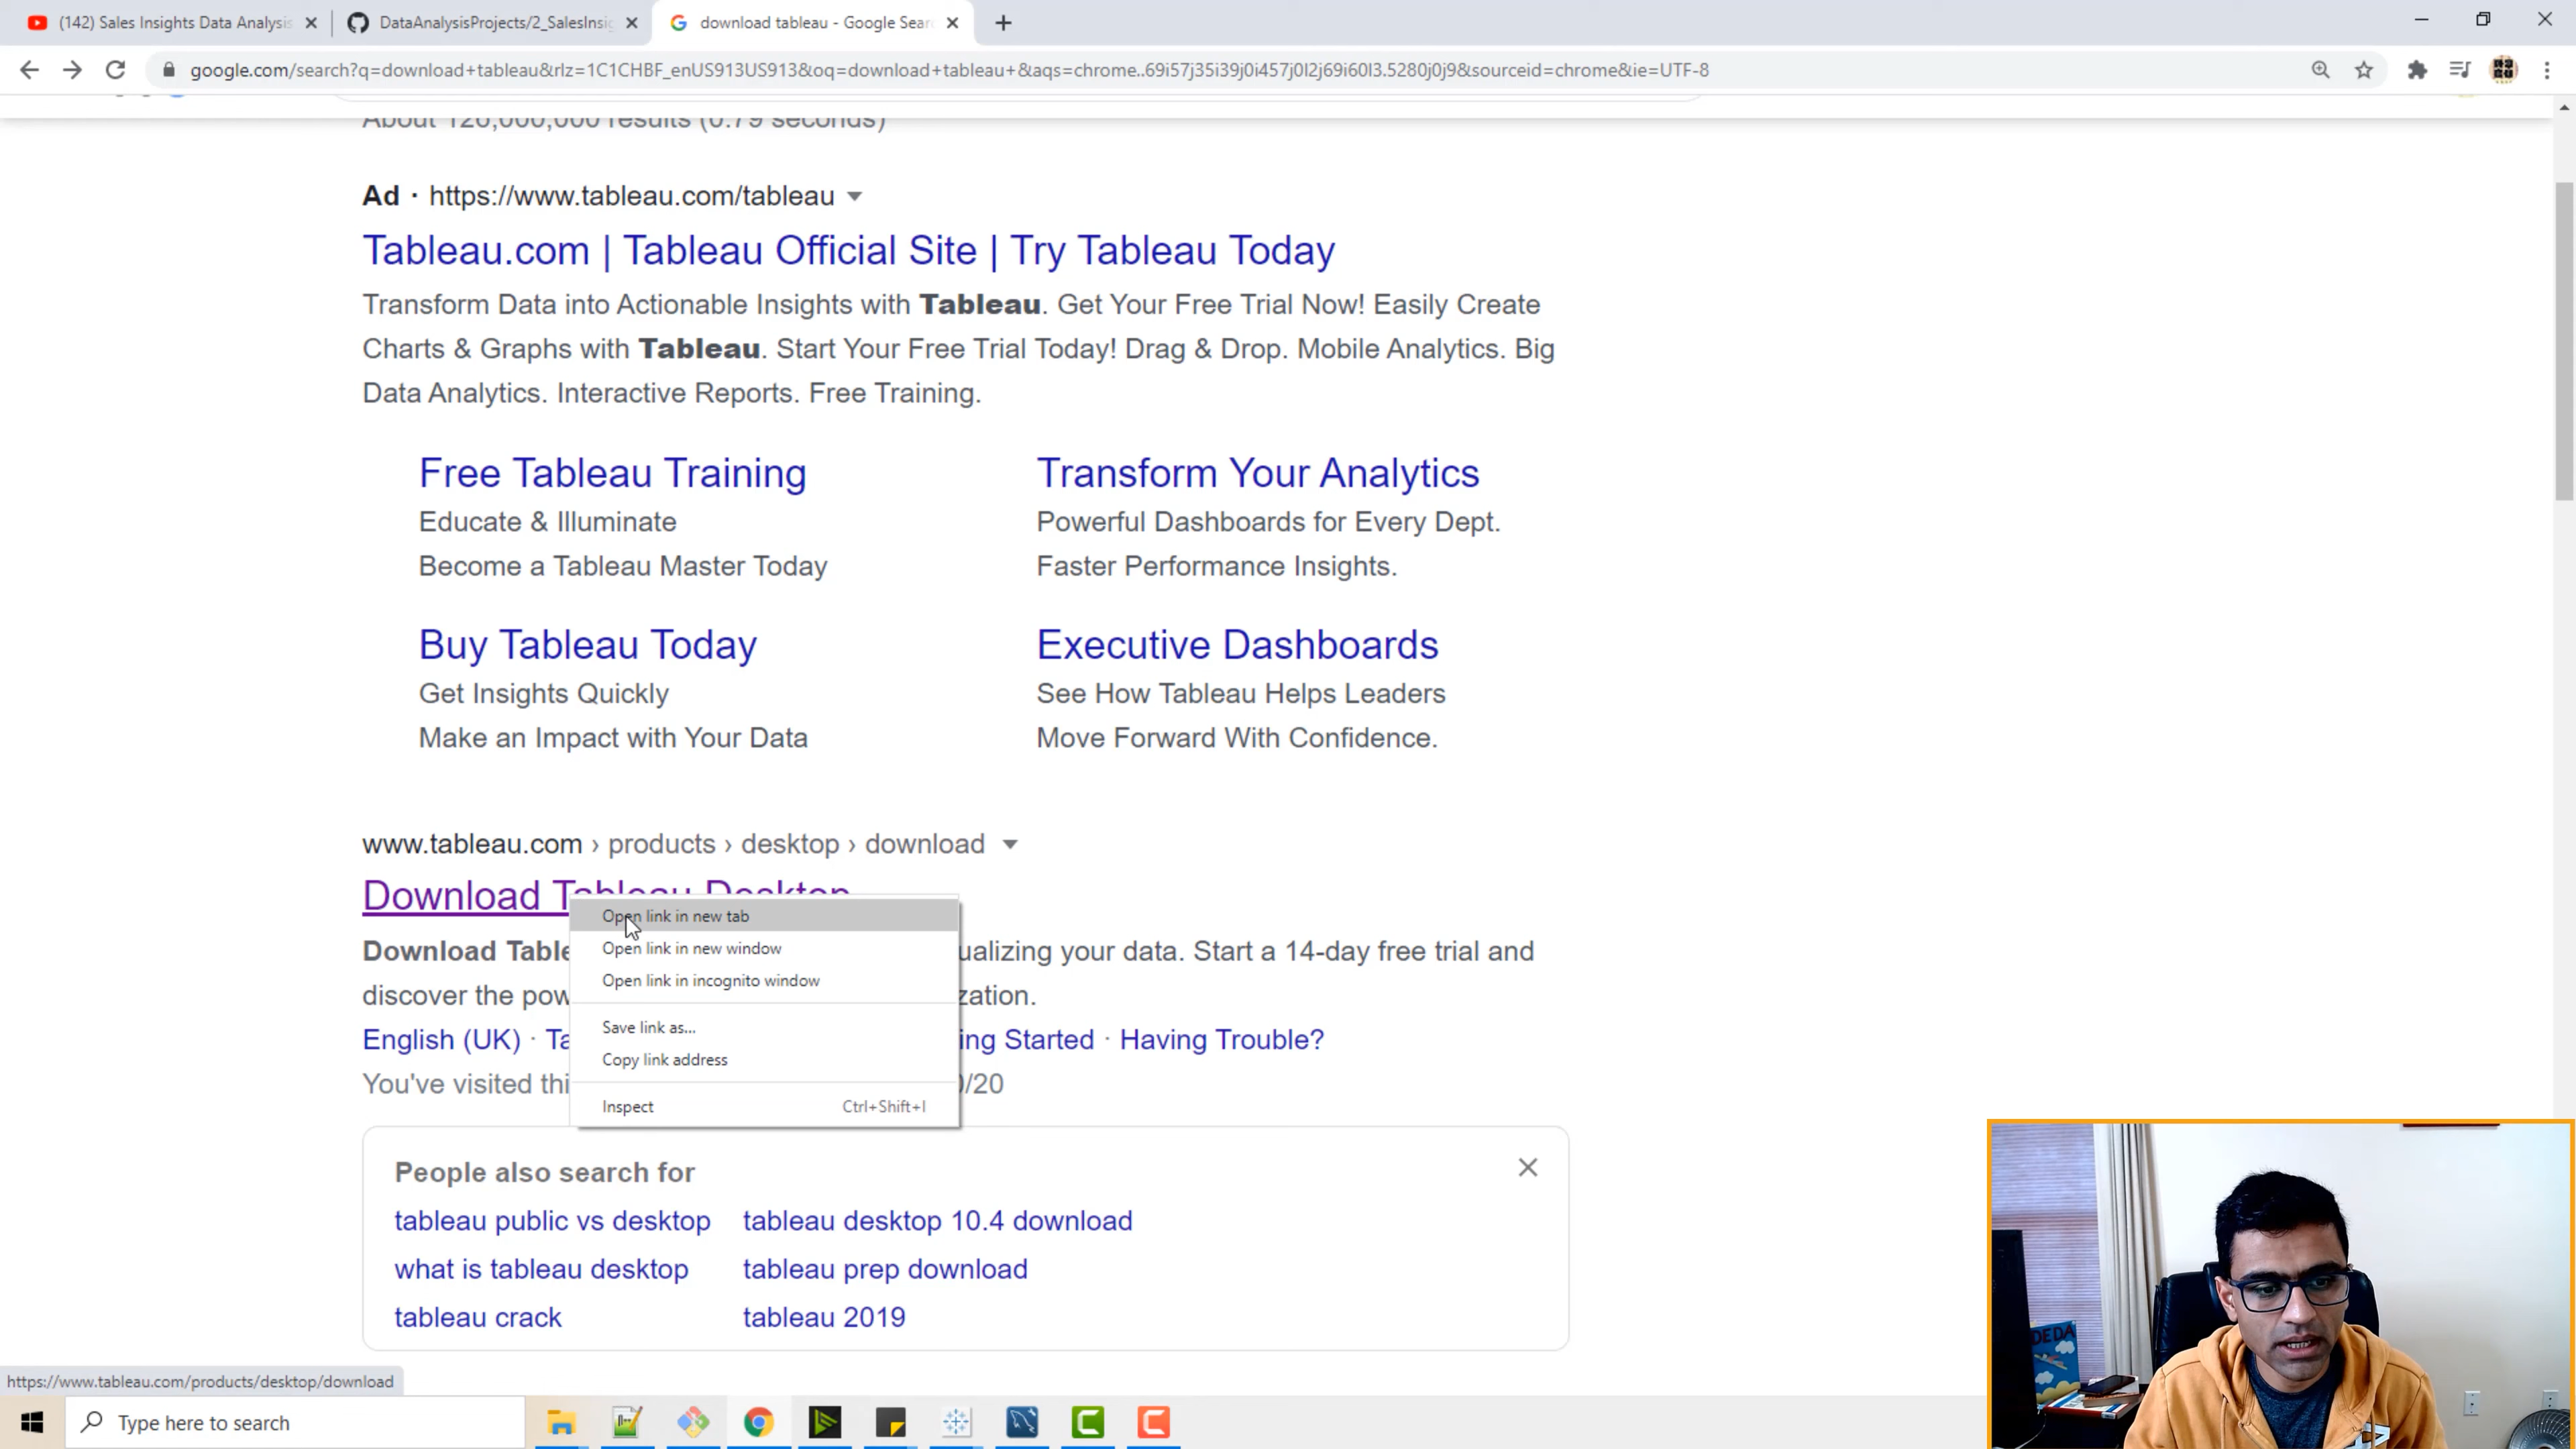 (142) Sales Insights Data Analysis
DataAnalysisProjects/2_SalesInsig
download tableau - Google Sear
google.com/search?q=download+tableau&rlz=1C1CHBF_enUS913US913&oq=download+tableau+&aqs=chrome..69i57j35i39j0i457j0l2j69i60l3.5280j0j9&sourceid=chrome&ie=UTF-8
About 126,000,000 results (0.79 seconds)
Ad · https://www.tableau.com/tableau
Tableau.com | Tableau Official Site | Try Tableau Today
Transform Data into Actionable Insights with Tableau. Get Your Free Trial Now! Easily Create
Charts & Graphs with Tableau. Start Your Free Trial Today! Drag & Drop. Mobile Analytics. Big
Data Analytics. Interactive Reports. Free Training.
Free Tableau Training
Educate & Illuminate
Become a Tableau Master Today
Transform Your Analytics
Powerful Dashboards for Every Dept.
Faster Performance Insights.
Buy Tableau Today
Get Insights Quickly
Make an Impact with Your Data
Executive Dashboards
See How Tableau Helps Leaders
Move Forward With Confidence.
www.tableau.com › products › desktop › download
Download Tableau Desktop
Open link in new tab
Open link in new window
Open link in incognito window
Save link as...
Copy link address
Inspect Ctrl+Shift+I
Download Table ualizing your data. Start a 14-day free trial and
discover the pow zation.
English (UK) · Ta ing Started · Having Trouble?
You've visited thi /20
People also search for
tableau public vs desktop
tableau desktop 10.4 download
what is tableau desktop
tableau prep download
tableau crack
tableau 2019
https://www.tableau.com/products/desktop/download
Type here to search